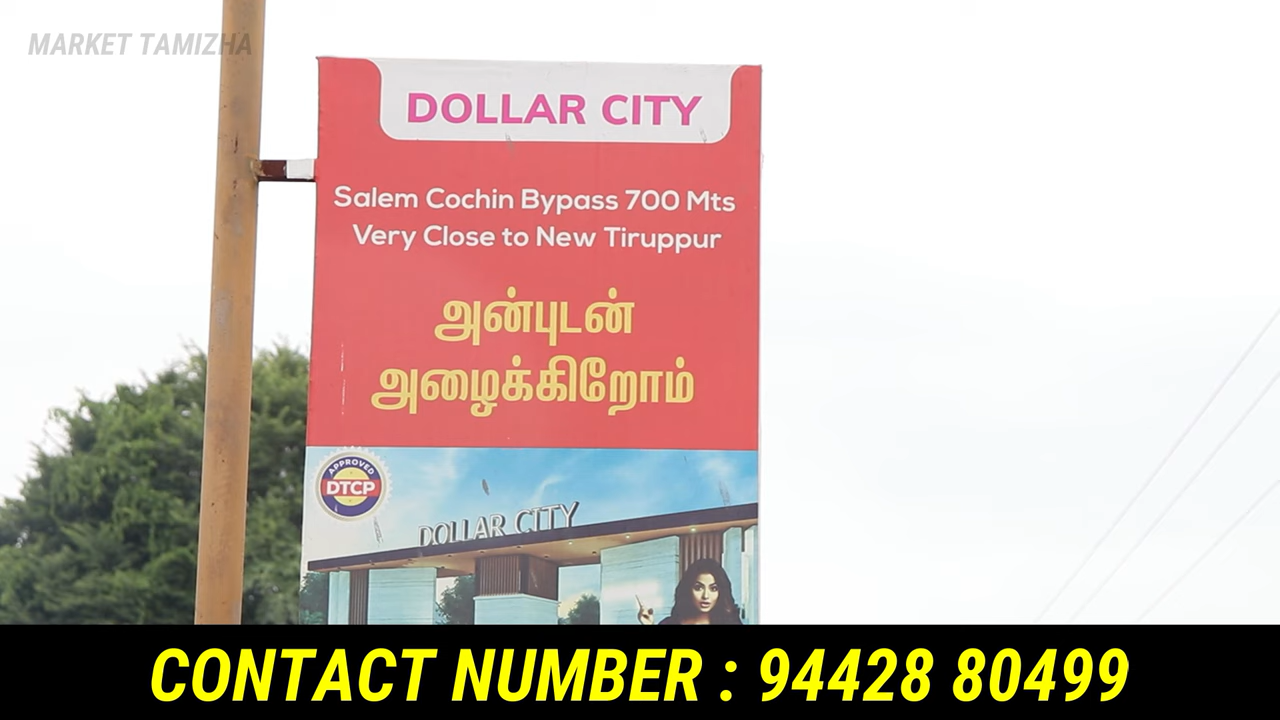 MARKET TAMIZHA
DOLLAR CITY
Salem Cochin Bypass 700 Mts
Very Close to New Tiruppur
அன்புடன்
அழைக்கிறோம்
APPROVED
DTCP
DOLLAR CITY
CONTACT NUMBER : 94428 80499